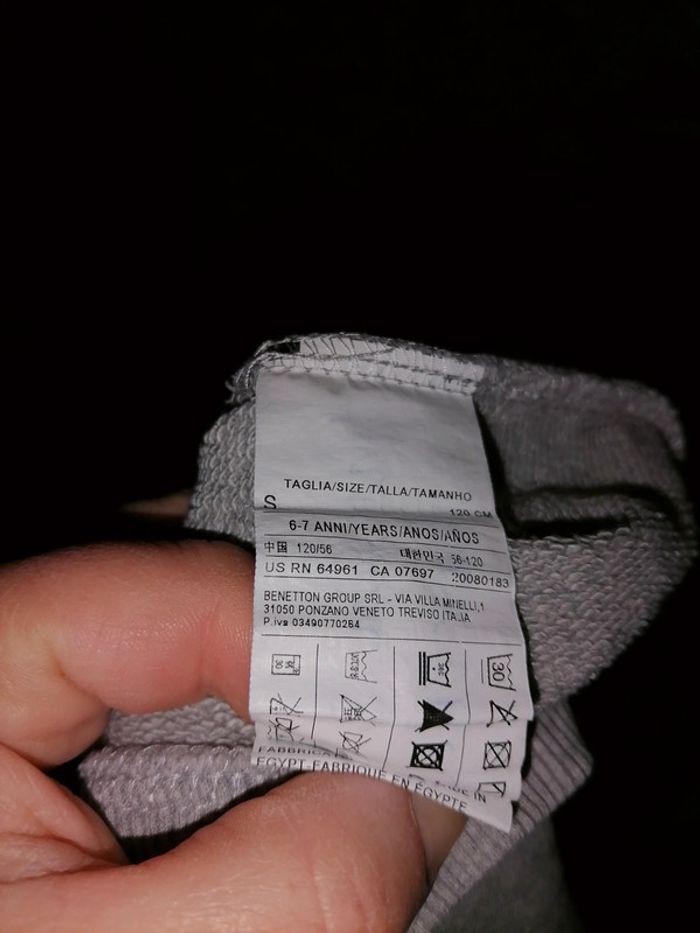 TAGLIA/SIZE/TALLA/TAMANHO
S 120 CM
6-7 ANNI/YEARS/ANOS/AÑOS
中国 120/56 대한민국 56-120
US RN 64961 CA 07697 20080183
BENETTON GROUP SRL - VIA VILLA MINELLI,1
31050 PONZANO VENETO TREVISO ITALIA
P.iva 03490770264
30
MADE IN
EGYPT-FABRIQUÉ EN EGYPTE